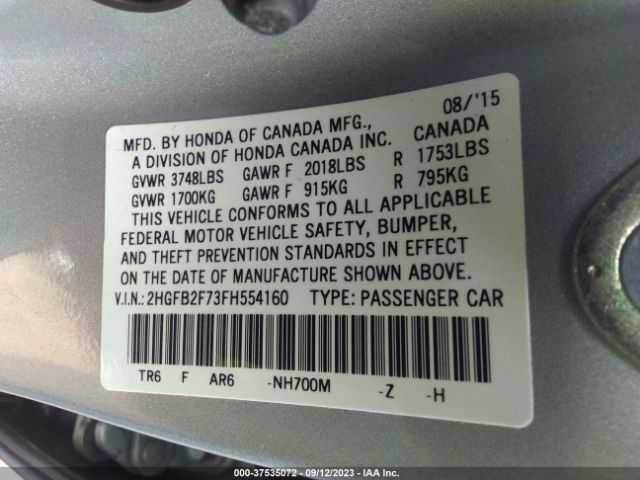 08/'15
MFD. BY HONDA OF CANADA MFG., CANADA
A DIVISION OF HONDA CANADA INC.
GVWR 3748LBS GAWR F 2018LBS R 1753LBS
GVWR 1700KG GAWR F 915KG R 795KG
THIS VEHICLE CONFORMS TO ALL APPLICABLE
FEDERAL MOTOR VEHICLE SAFETY, BUMPER,
AND THEFT PREVENTION STANDARDS IN EFFECT
ON THE DATE OF MANUFACTURE SHOWN ABOVE.
V.I.N.: 2HGFB2F73FH554160 TYPE: PASSENGER CAR
TR6 F AR6 -NH700M -Z -H
000-37535072 - 09/12/2023 - IAA Inc.